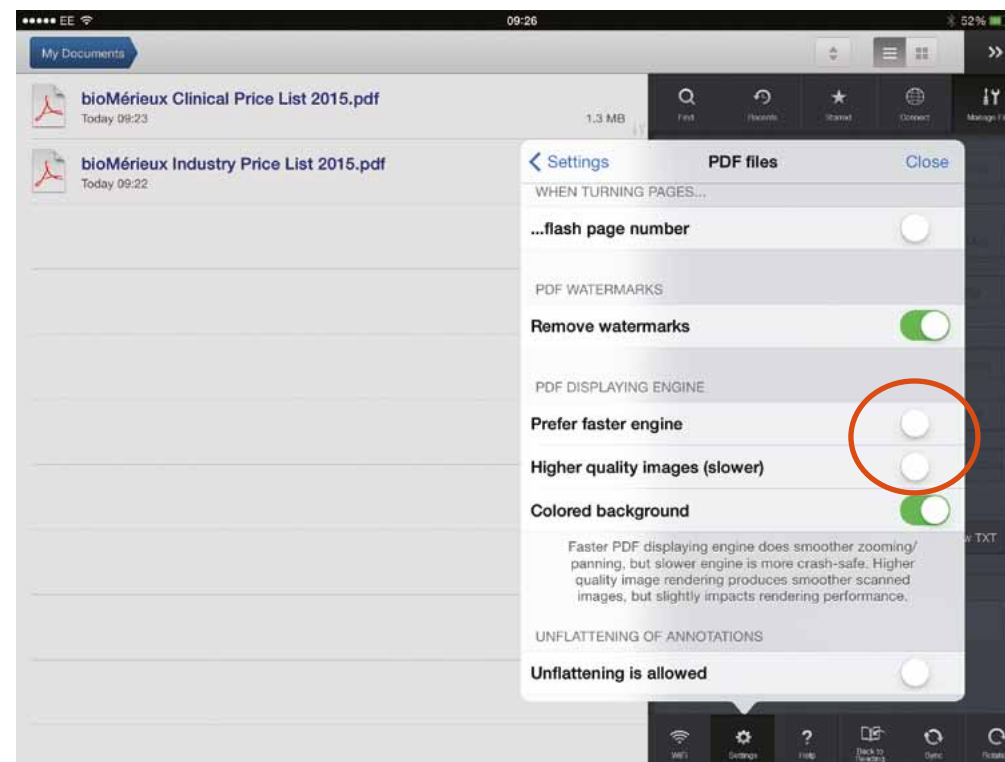 EE
09:26
52%
My Documents
bioMérieux Clinical Price List 2015.pdf
Today 09:23
1.3 MB
bioMérieux Industry Price List 2015.pdf
Today 09:22
Find
Recents
Starred
Connect
Manage
Settings
PDF files
Close
WHEN TURNING PAGES...
...flash page number
PDF WATERMARKS
Remove watermarks
PDF DISPLAYING ENGINE
Prefer faster engine
Higher quality images (slower)
Colored background
Faster PDF displaying engine does smoother zooming/
panning, but slower engine is more crash-safe. Higher
quality image rendering produces smoother scanned
images, but slightly impacts rendering performance.
TXT
UNFLATTENING OF ANNOTATIONS
Unflattening is allowed
WiFi
Settings
Help
Back to
Reading
Sync